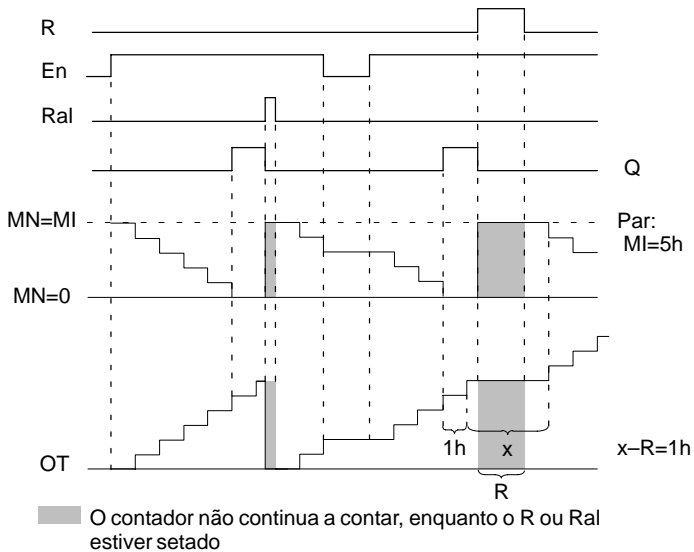 R
En
Ral
Q
MN=MI
Par:
MI=5h
MN=0
1h
x
x–R=1h
OT
R
O contador não continua a contar, enquanto o R ou Ral
estiver setado